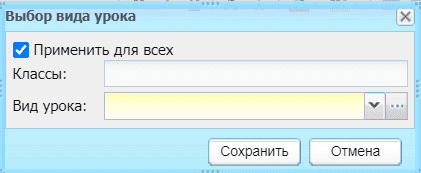 Выбор вида урока
Применить для всех
Классы:
Вид урока:
Сохранить Отмена